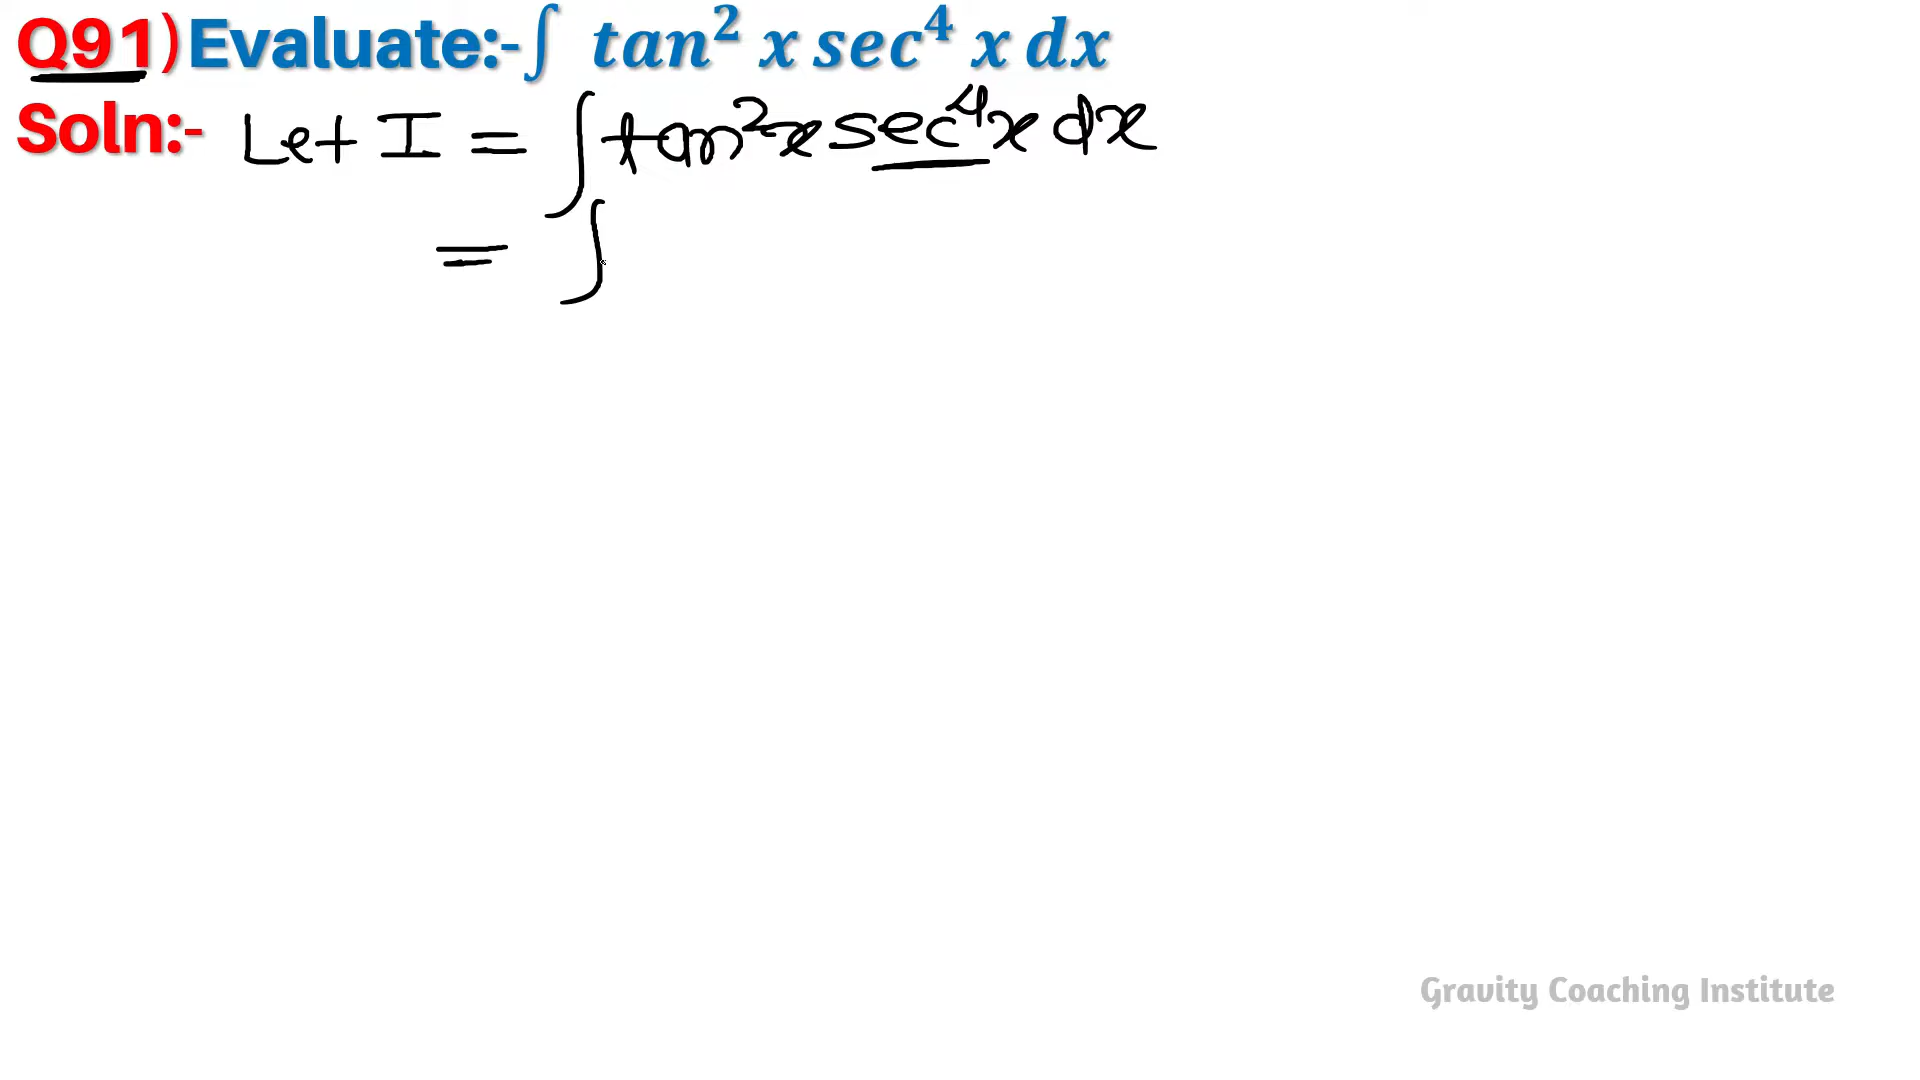 Q91) Evaluate:-∫ tan² x sec⁴ x dx
Soln:- Let I = ∫tan²x sec⁴x dx
= ∫
Gravity Coaching Institute